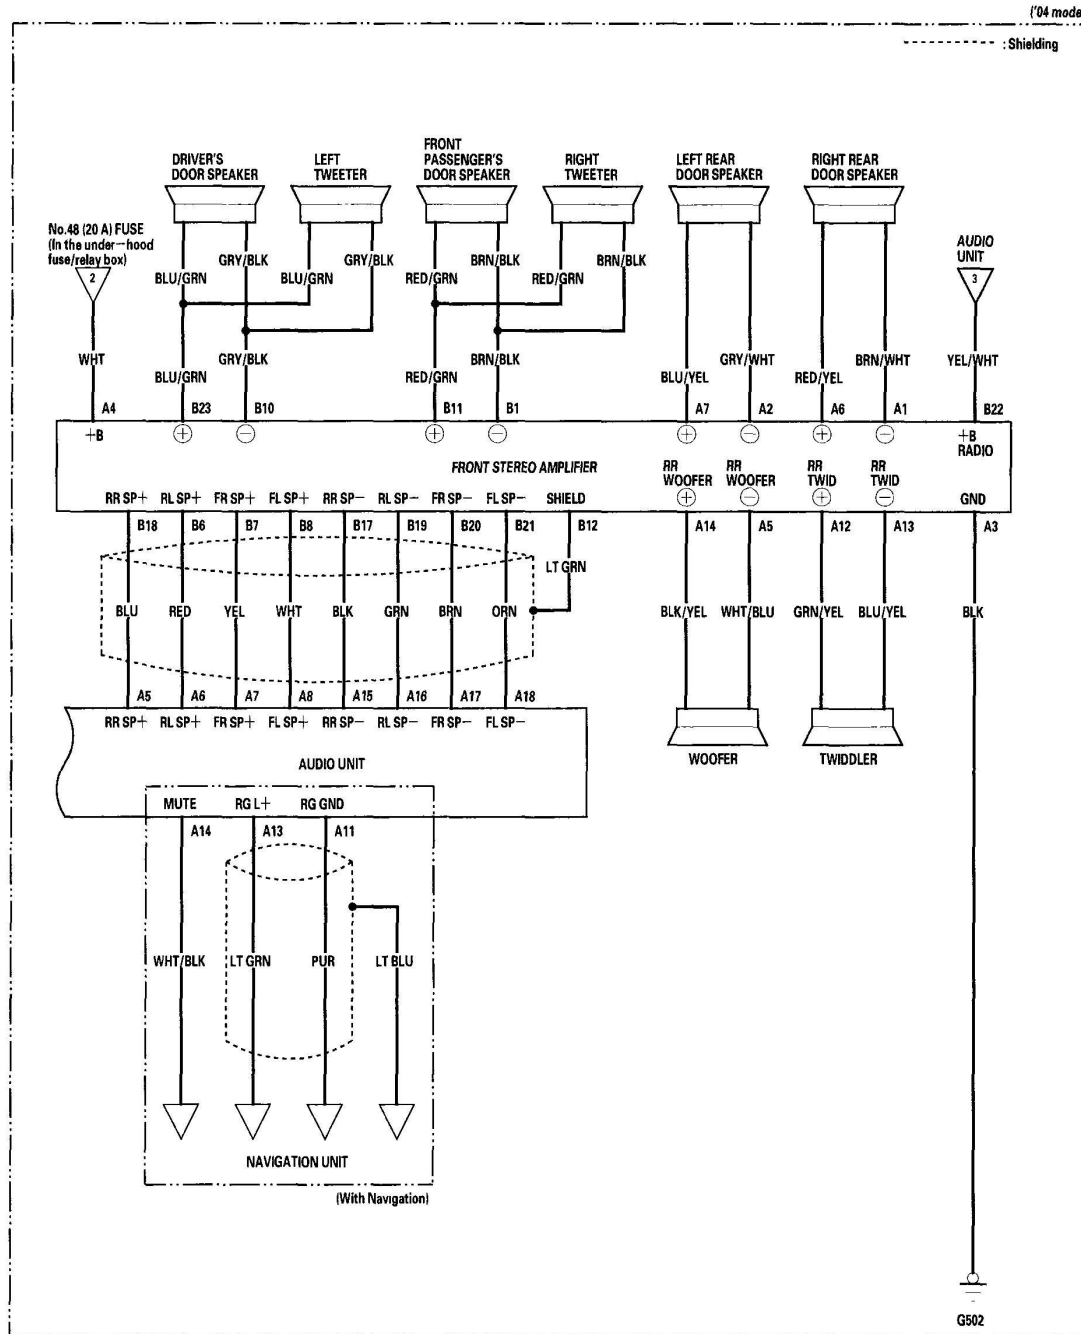 ('04 mode
: Shielding
DRIVER'S
DOOR SPEAKER
LEFT
TWEETER
FRONT
PASSENGER'S
DOOR SPEAKER
RIGHT
TWEETER
LEFT REAR
DOOR SPEAKER
RIGHT REAR
DOOR SPEAKER
No.48 (20 A) FUSE
(In the under-hood
fuse/relay box)
2
AUDIO
UNIT
3
BLU/GRN
GRY/BLK
BLU/GRN
GRY/BLK
RED/GRN
BRN/BLK
RED/GRN
BRN/BLK
WHT
BLU/GRN
GRY/BLK
RED/GRN
BRN/BLK
BLU/YEL
GRY/WHT
RED/YEL
BRN/WHT
YEL/WHT
A4 B23 B10 B11 B1 A7 A2 A6 A1 B22
+B + − + − + − + − +B
RADIO
FRONT STEREO AMPLIFIER
RR
WOOFER
+
RR
WOOFER
−
RR
TWID
+
RR
TWID
−
GND
RR SP+ RL SP+ FR SP+ FL SP+ RR SP− RL SP− FR SP− FL SP− SHIELD
B18 B6 B7 B8 B17 B19 B20 B21 B12 A14 A5 A12 A13 A3
LT GRN
BLU RED YEL WHT BLK GRN BRN ORN BLK/YEL WHT/BLU GRN/YEL BLU/YEL BLK
A5 A6 A7 A8 A15 A16 A17 A18
RR SP+ RL SP+ FR SP+ FL SP+ RR SP− RL SP− FR SP− FL SP−
AUDIO UNIT
WOOFER
TWIDDLER
MUTE RG L+ RG GND
A14 A13 A11
WHT/BLK LT GRN PUR LT BLU
NAVIGATION UNIT
(With Navigation)
G502